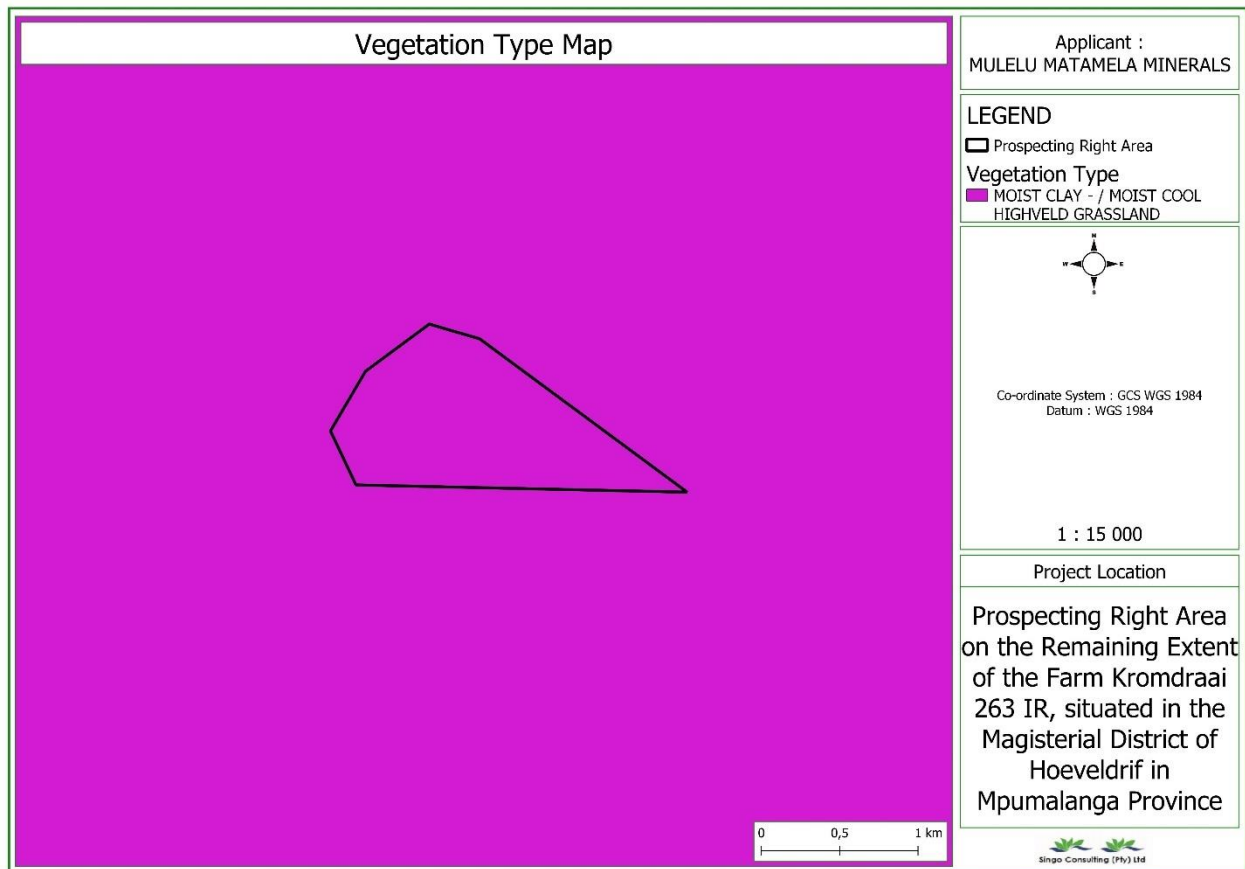 Vegetation Type Map
Applicant :
MULELU MATAMELA MINERALS
LEGEND
Prospecting Right Area
Vegetation Type
MOIST CLAY - / MOIST COOL
HIGHVELD GRASSLAND
N
W E
S
Co-ordinate System : GCS WGS 1984
Datum : WGS 1984
1 : 15 000
Project Location
Prospecting Right Area
on the Remaining Extent
of the Farm Kromdraai
263 IR, situated in the
Magisterial District of
Hoeveldrif in
Mpumalanga Province
0 0,5 1 km
Singo Consulting (Pty) Ltd